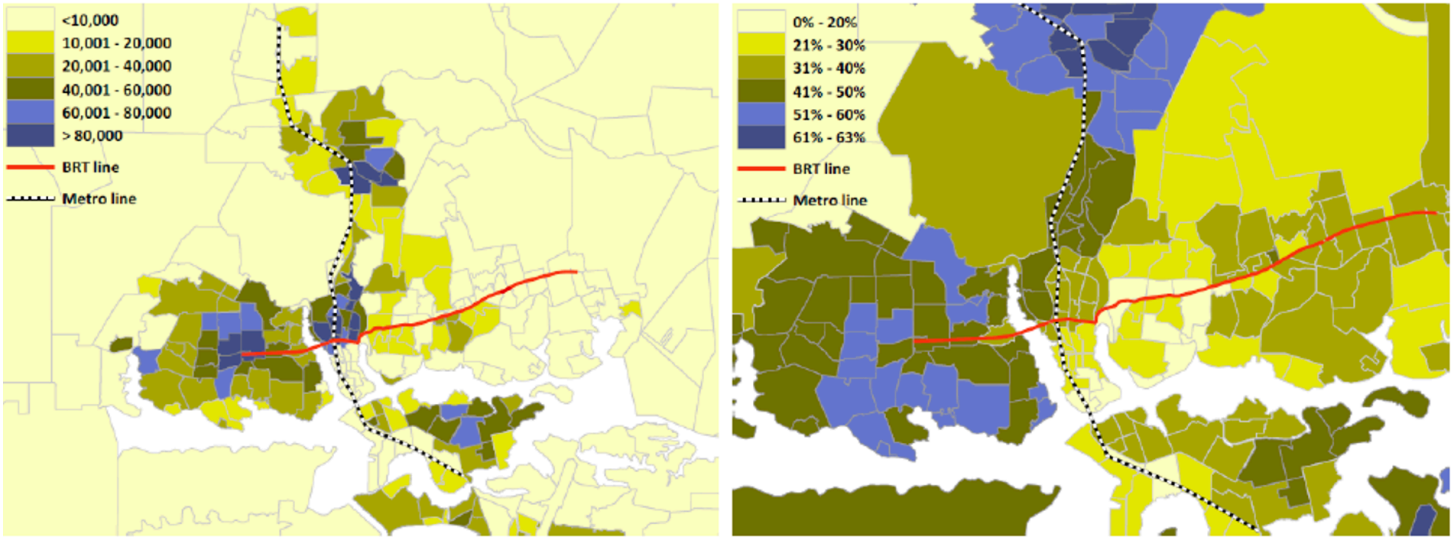 <10,000
10,001 - 20,000
20,001 - 40,000
40,001 - 60,000
60,001 - 80,000
> 80,000
BRT line
Metro line
0% - 20%
21% - 30%
31% - 40%
41% - 50%
51% - 60%
61% - 63%
BRT line
Metro line